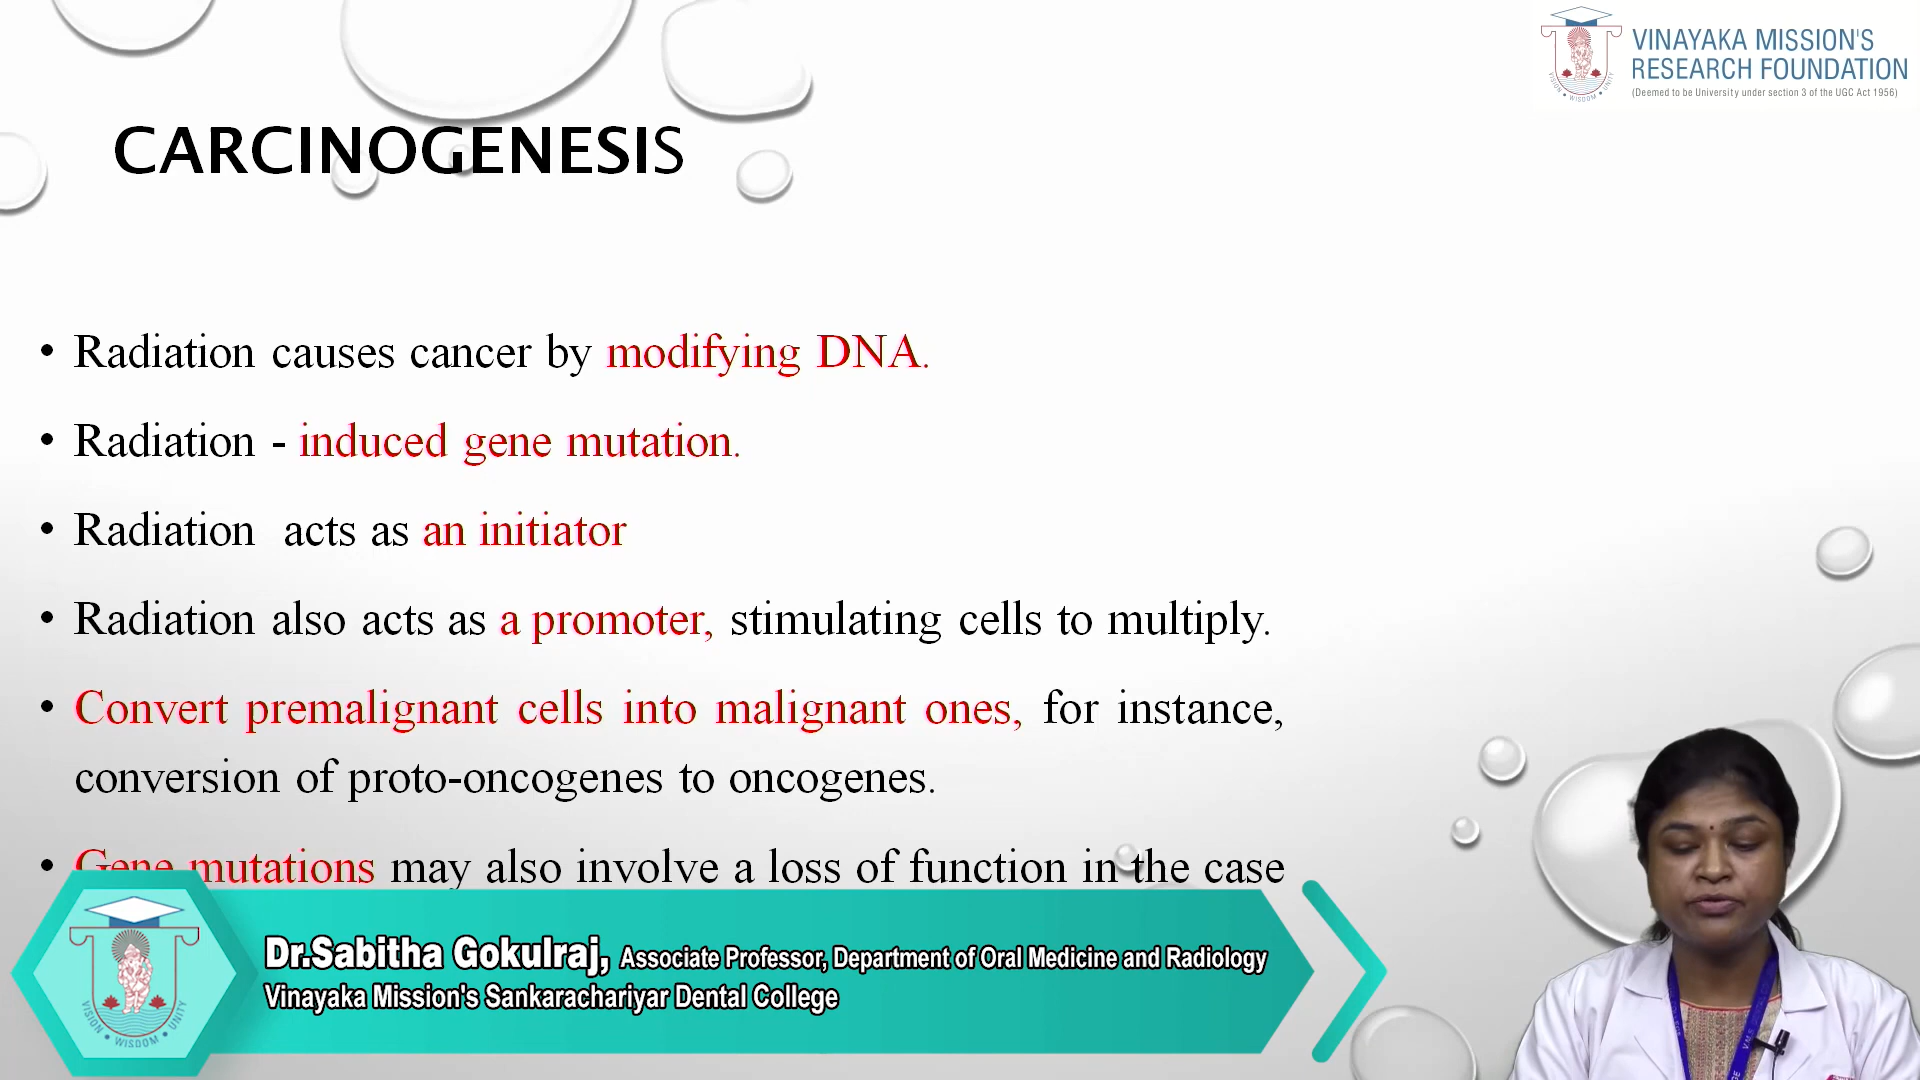 VINAYAKA MISSION'S
RESEARCH FOUNDATION
(Deemed to be University under section 3 of the UGC Act 1956)
CARCINOGENESIS
• Radiation causes cancer by modifying DNA.
• Radiation - induced gene mutation.
• Radiation acts as an initiator
• Radiation also acts as a promoter, stimulating cells to multiply.
• Convert premalignant cells into malignant ones, for instance,
conversion of proto-oncogenes to oncogenes.
• Gene mutations may also involve a loss of function in the case
Dr.Sabitha Gokulraj, Associate Professor, Department of Oral Medicine and Radiology
Vinayaka Mission's Sankarachariyar Dental College
VISION • WISDOM • UNITY